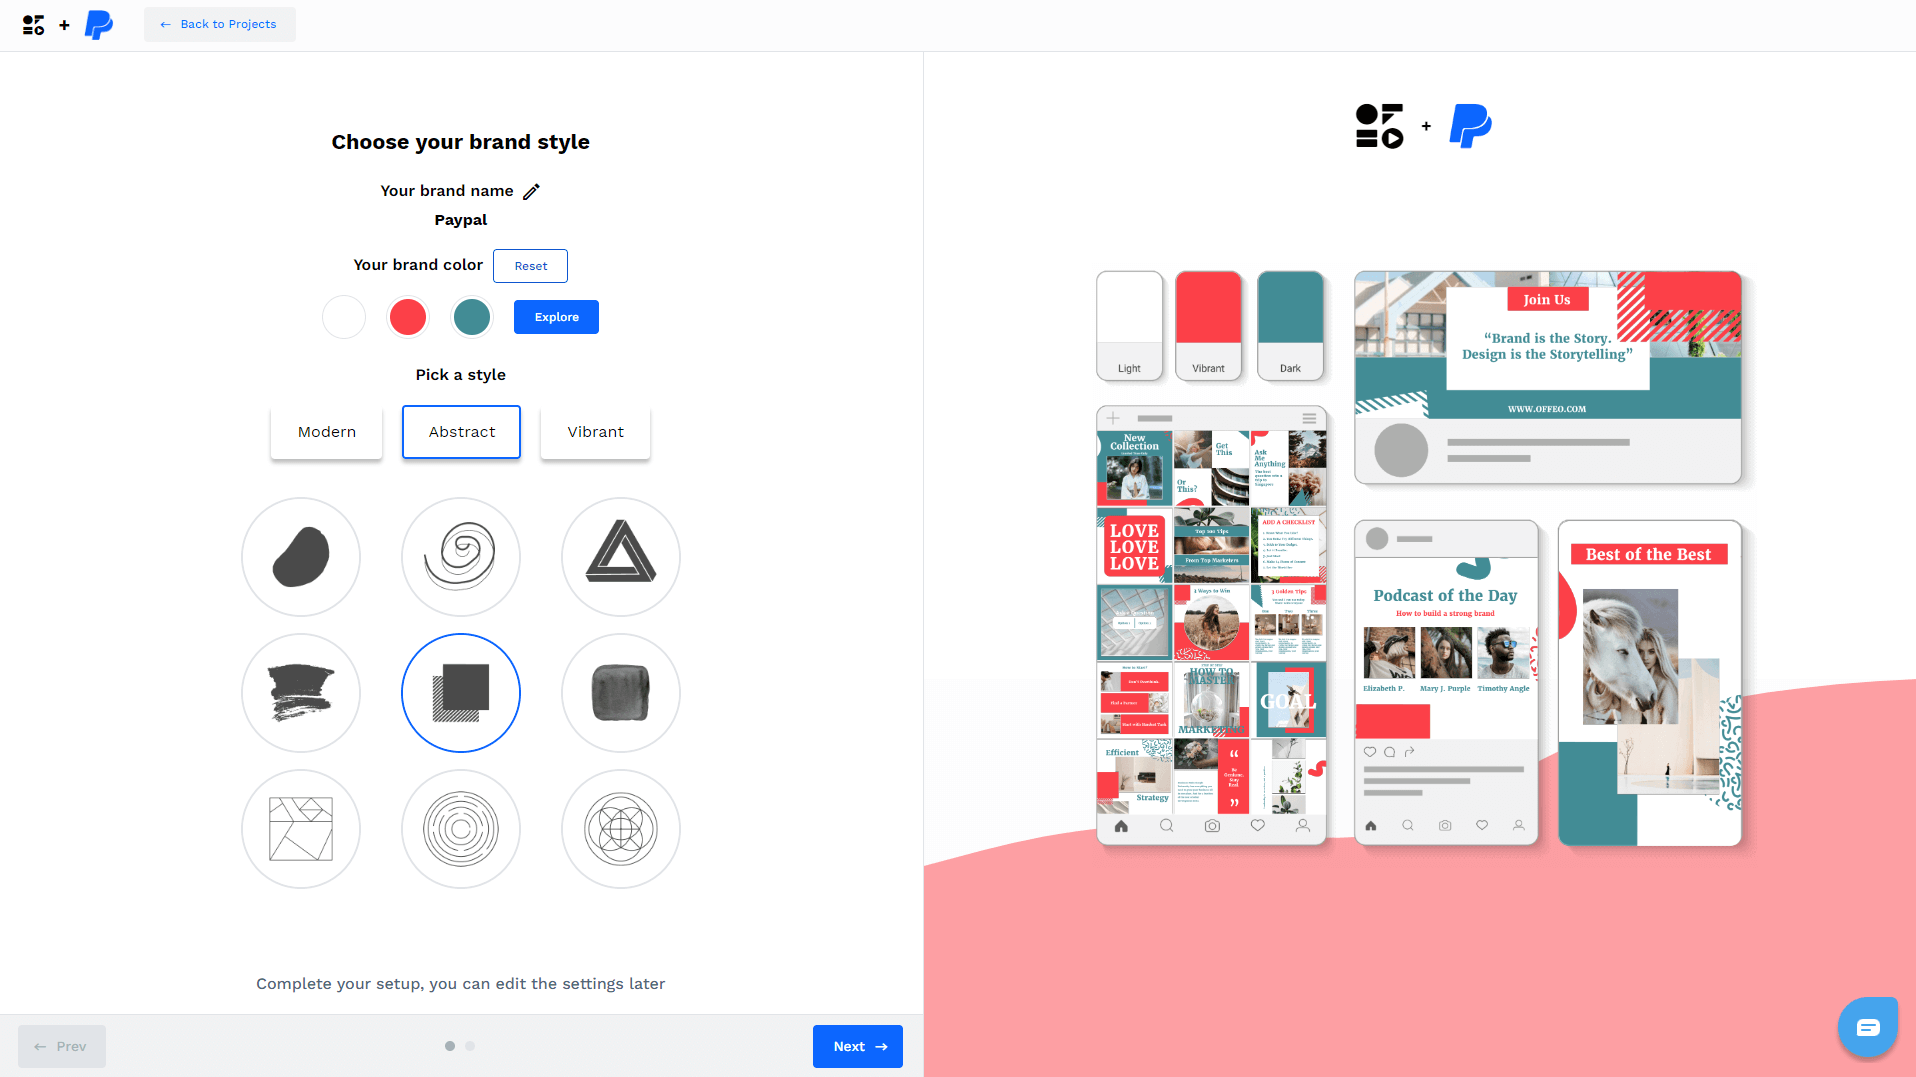 Back to Projects
Choose your brand style
Your brand name
Paypal
Your brand color
Reset
Explore
Pick a style
Modern
Abstract
Vibrant
Complete your setup, you can edit the settings later
Prev
Next
Light
Vibrant
Dark
Join Us
“Brand is the Story.
Design is the Storytelling”
WWW.OFFEO.COM
New
Collection
Get
This
Or
This?
Ask
Me
Anything
LOVE
LOVE
LOVE
Top 100 Tips
From Top Marketers
ADD A CHECKLIST
3 Ways to Win
3 Golden Tips
HOW TO
MASTER
MARKETING
GOAL
Efficient
Strategy
“
Be
Genuine.
Stay
Real.
”
Podcast of the Day
How to build a strong brand
Elizabeth P.
Mary J. Purple
Timothy Angle
Best of the Best